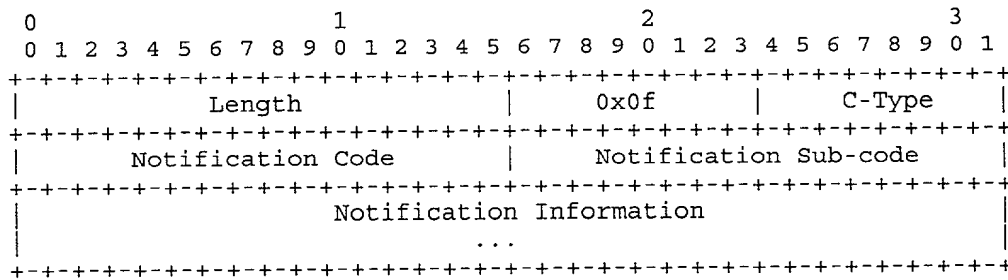 0                   1                   2                   3
 0 1 2 3 4 5 6 7 8 9 0 1 2 3 4 5 6 7 8 9 0 1 2 3 4 5 6 7 8 9 0 1
+-+-+-+-+-+-+-+-+-+-+-+-+-+-+-+-+-+-+-+-+-+-+-+-+-+-+-+-+-+-+-+-+
|            Length             |     0x0f      |    C-Type     |
+-+-+-+-+-+-+-+-+-+-+-+-+-+-+-+-+-+-+-+-+-+-+-+-+-+-+-+-+-+-+-+-+
|       Notification Code       |     Notification Sub-code     |
+-+-+-+-+-+-+-+-+-+-+-+-+-+-+-+-+-+-+-+-+-+-+-+-+-+-+-+-+-+-+-+-+
|                    Notification Information                   |
|                             ...                               |
+-+-+-+-+-+-+-+-+-+-+-+-+-+-+-+-+-+-+-+-+-+-+-+-+-+-+-+-+-+-+-+-+